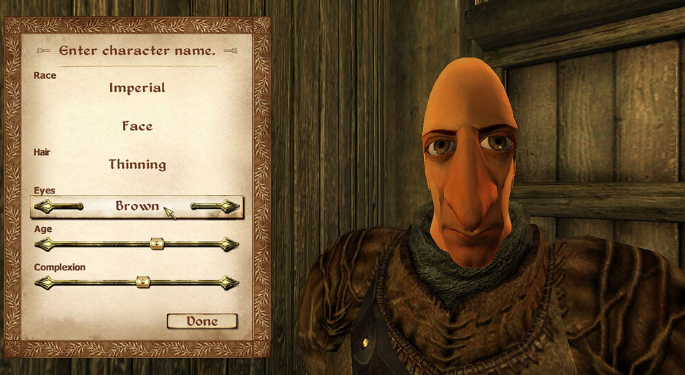 Enter character name.
Race
Imperial
Face
Hair
Thinning
Eyes
Brown
Age
Complexion
Done